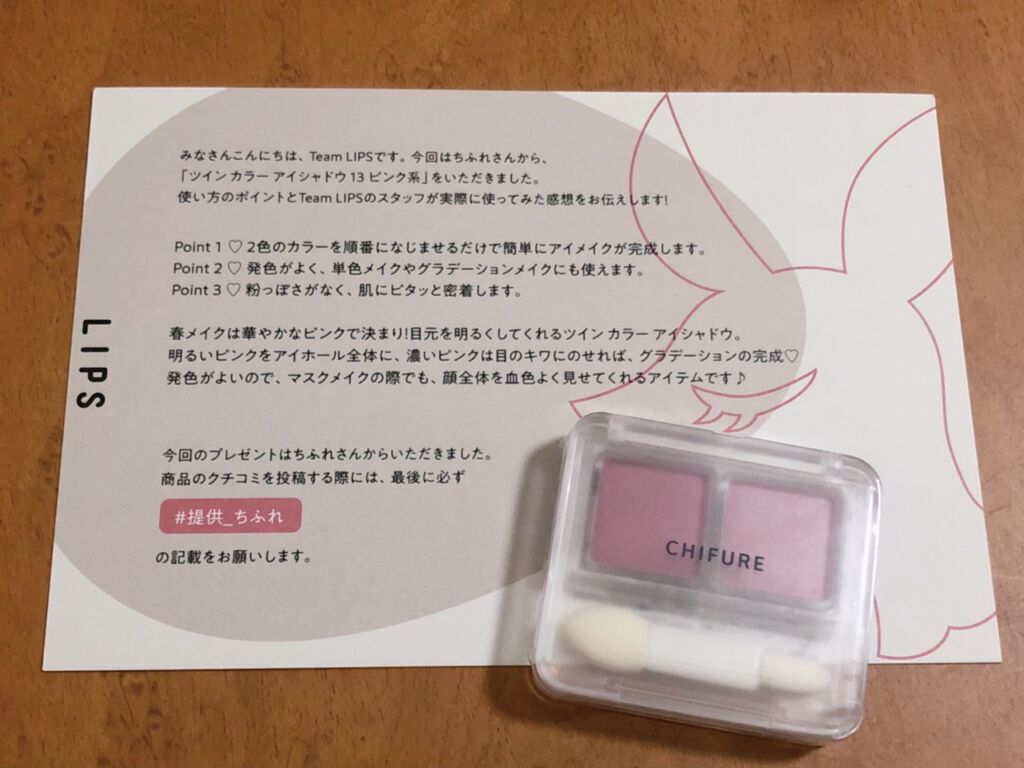 みなさんこんにちは、Team LIPSです。今回はちふれさんから、
「ツイン カラー アイシャドウ 13 ピンク系」をいただきました。
使い方のポイントとTeam LIPSのスタッフが実際に使ってみた感想をお伝えします!
Point 1 ♡ 2色のカラーを順番になじませるだけで簡単にアイメイクが完成します。
Point 2 ♡ 発色がよく、単色メイクやグラデーションメイクにも使えます。
Point 3 ♡ 粉っぽさがなく、肌にピタッと密着します。
春メイクは華やかなピンクで決まり!目元を明るくしてくれるツイン カラー アイシャドウ。
明るいピンクをアイホール全体に、濃いピンクは目のキワにのせれば、グラデーションの完成♡
発色がよいので、マスクメイクの際でも、顔全体を血色よく見せてくれるアイテムです♪
LIPS
今回のプレゼントはちふれさんからいただきました。
商品のクチコミを投稿する際には、最後に必ず
#提供_ちふれ
の記載をお願いします。
CHIFURE